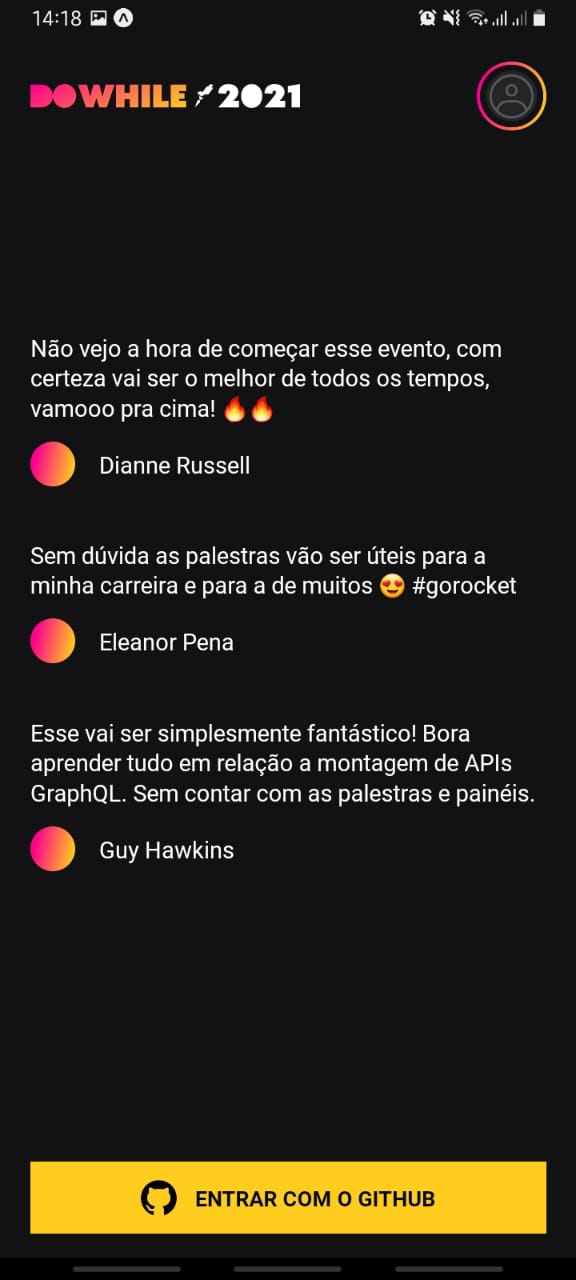 14:18
DOWHILE 2021
Não vejo a hora de começar esse evento, com
certeza vai ser o melhor de todos os tempos,
vamooo pra cima! 🔥🔥
Dianne Russell
Sem dúvida as palestras vão ser úteis para a
minha carreira e para a de muitos 😍 #gorocket
Eleanor Pena
Esse vai ser simplesmente fantástico! Bora
aprender tudo em relação a montagem de APIs
GraphQL. Sem contar com as palestras e painéis.
Guy Hawkins
ENTRAR COM O GITHUB